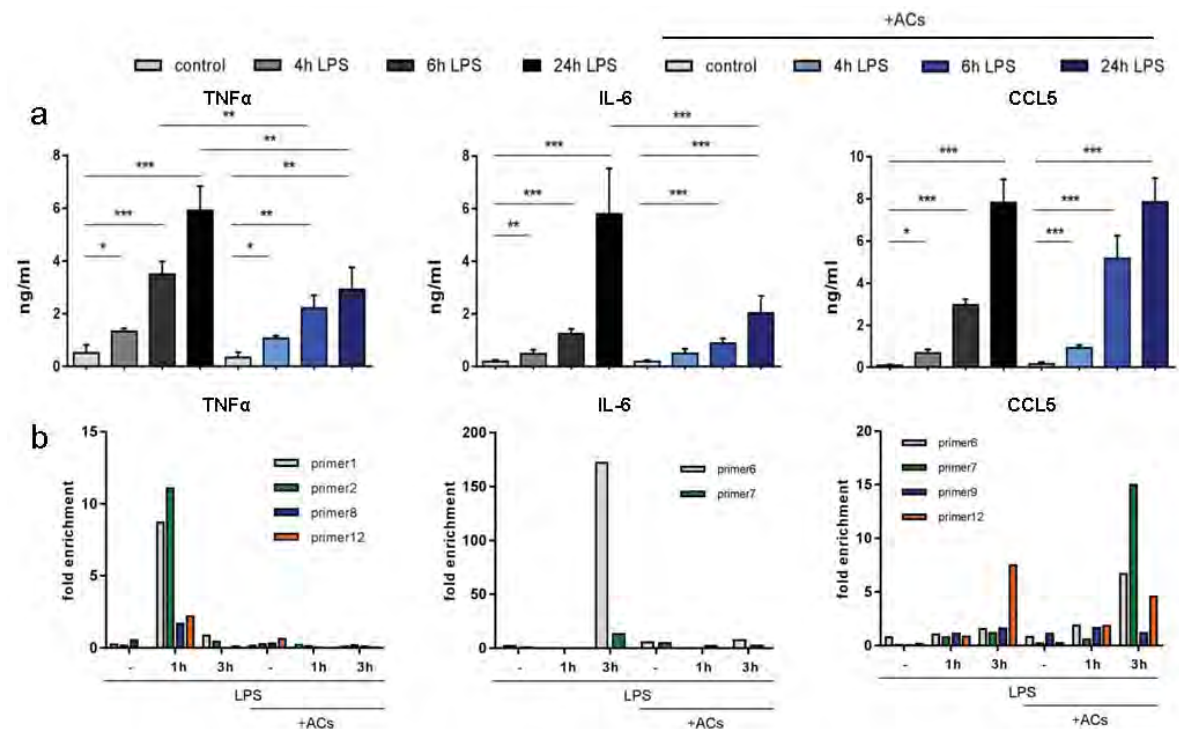 +ACs
control 4h LPS 6h LPS 24h LPS control 4h LPS 6h LPS 24h LPS
a
TNFα IL-6 CCL5
ng/ml
8
6
4
2
0
**
**
*** **
*** **
* *
ng/ml
8
6
4
2
0
***
*** ***
*** ***
**
ng/ml
10
8
6
4
2
0
*** ***
*** ***
* ***
b
TNFα IL-6 CCL5
fold enrichment
15
10
5
0
primer1
primer2
primer8
primer12
- 1h 3h - 1h 3h
LPS
+ACs
fold enrichment
200
150
100
50
0
primer6
primer7
- 1h 3h - 1h 3h
LPS
+ACs
fold enrichment
20
15
10
5
0
primer6
primer7
primer9
primer12
- 1h 3h - 1h 3h
LPS
+ACs